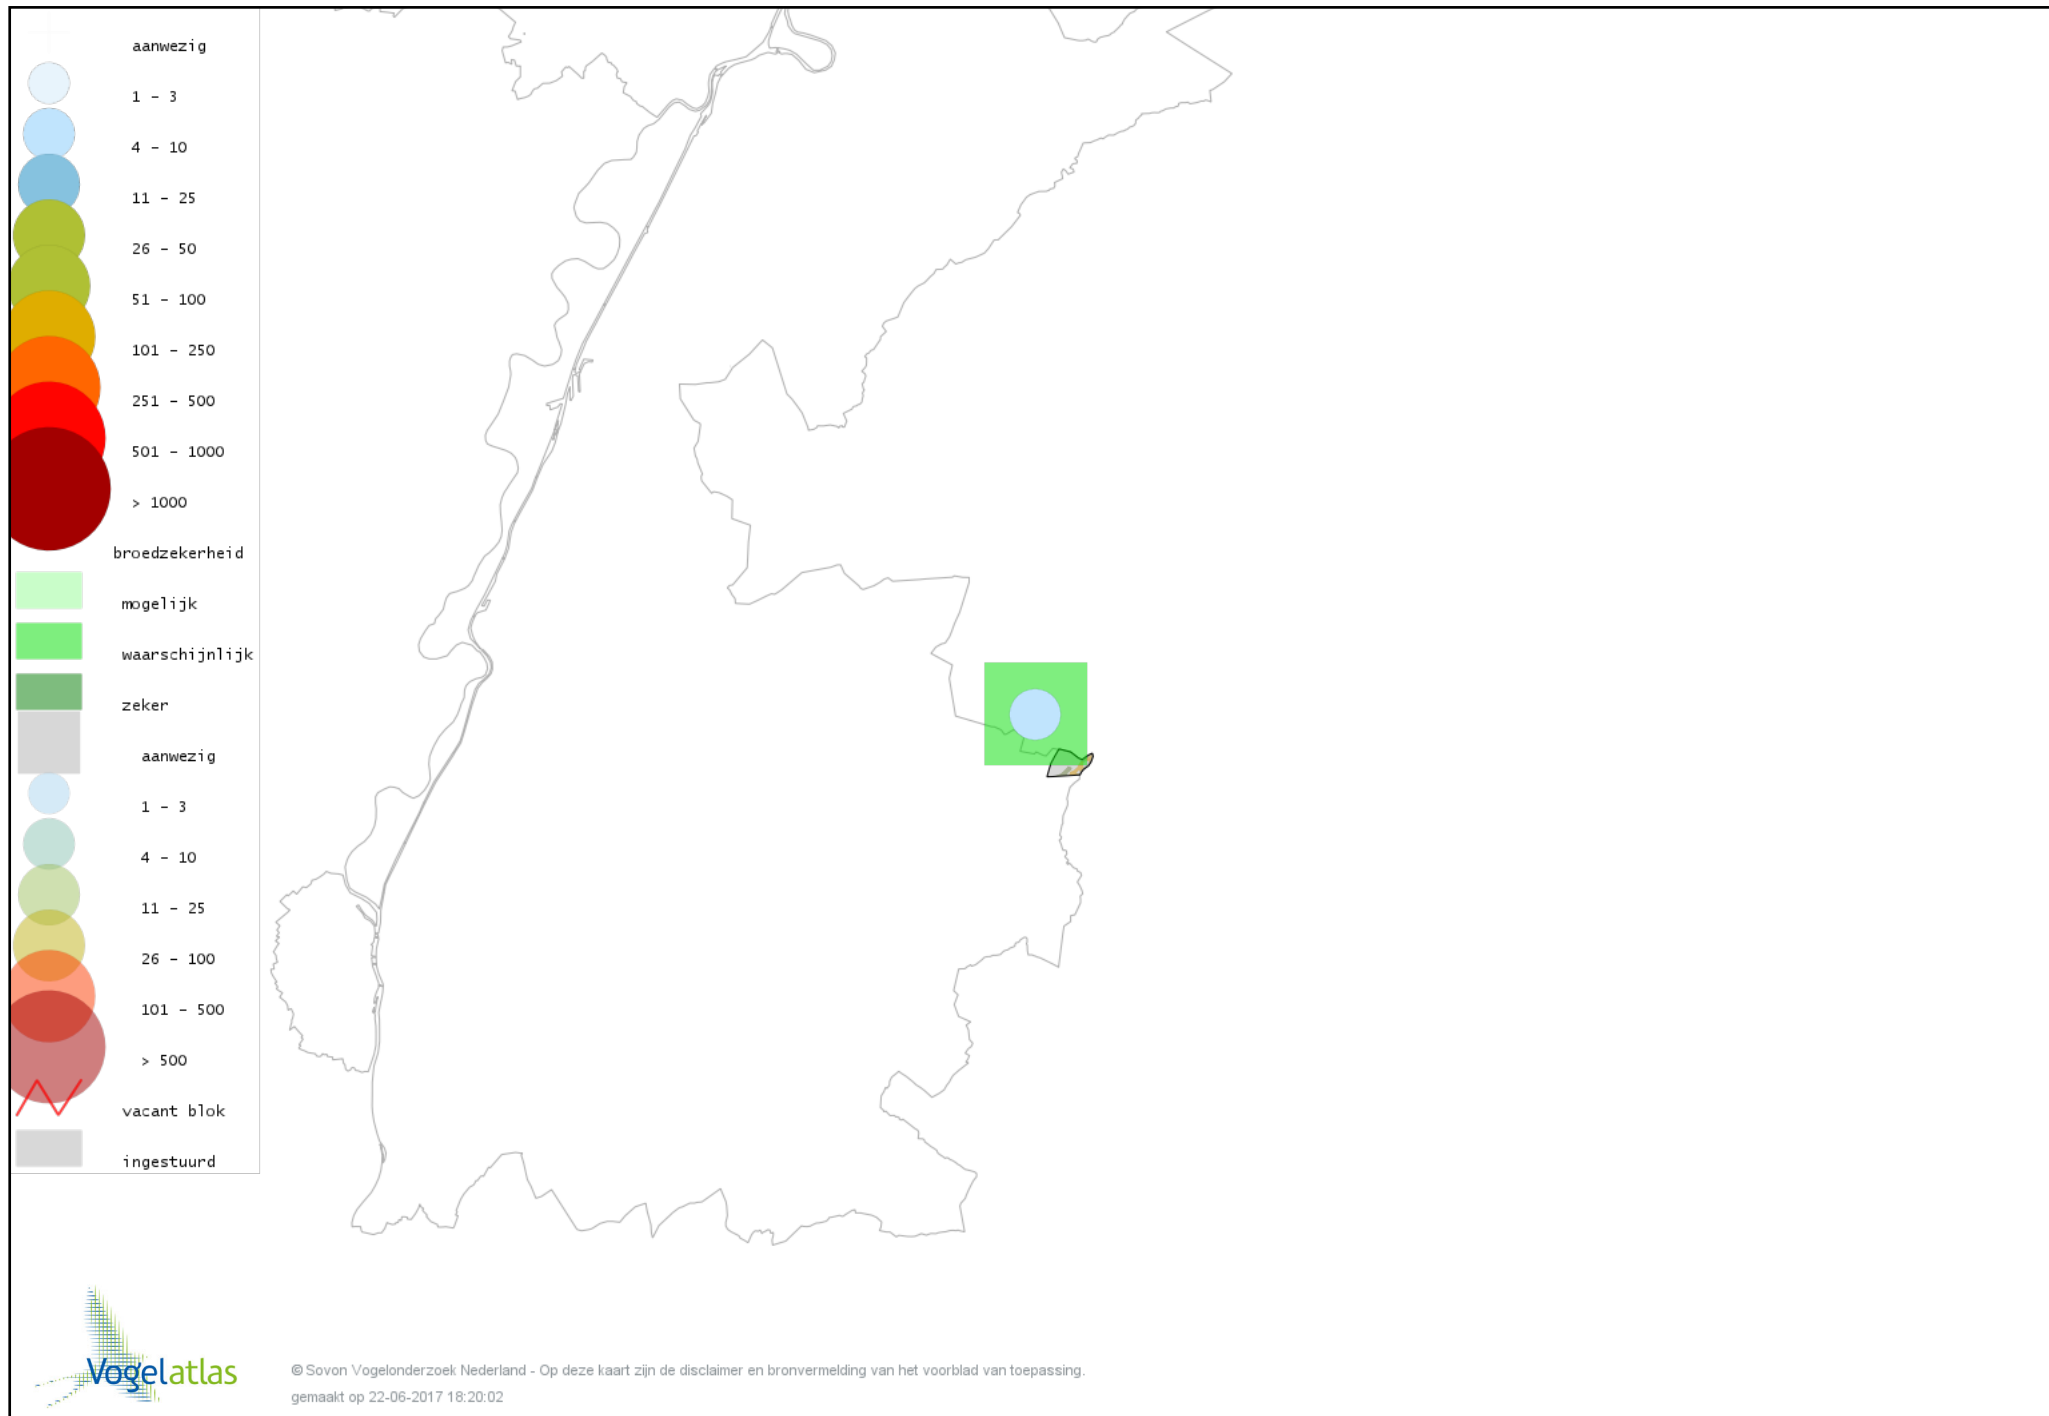 aanwezig
1 - 3
4 - 10
11 - 25
26 - 50
51 - 100
101 - 250
251 - 500
501 - 1000
> 1000
broedzekerheid
mogelijk
waarschijnlijk
zeker
aanwezig
1 - 3
4 - 10
11 - 25
26 - 100
101 - 500
> 500
vacant blok
ingestuurd
Vogelatlas
© Sovon Vogelonderzoek Nederland - Op deze kaart zijn de disclaimer en bronvermelding van het voorblad van toepassing.
gemaakt op 22-06-2017 18:20:02